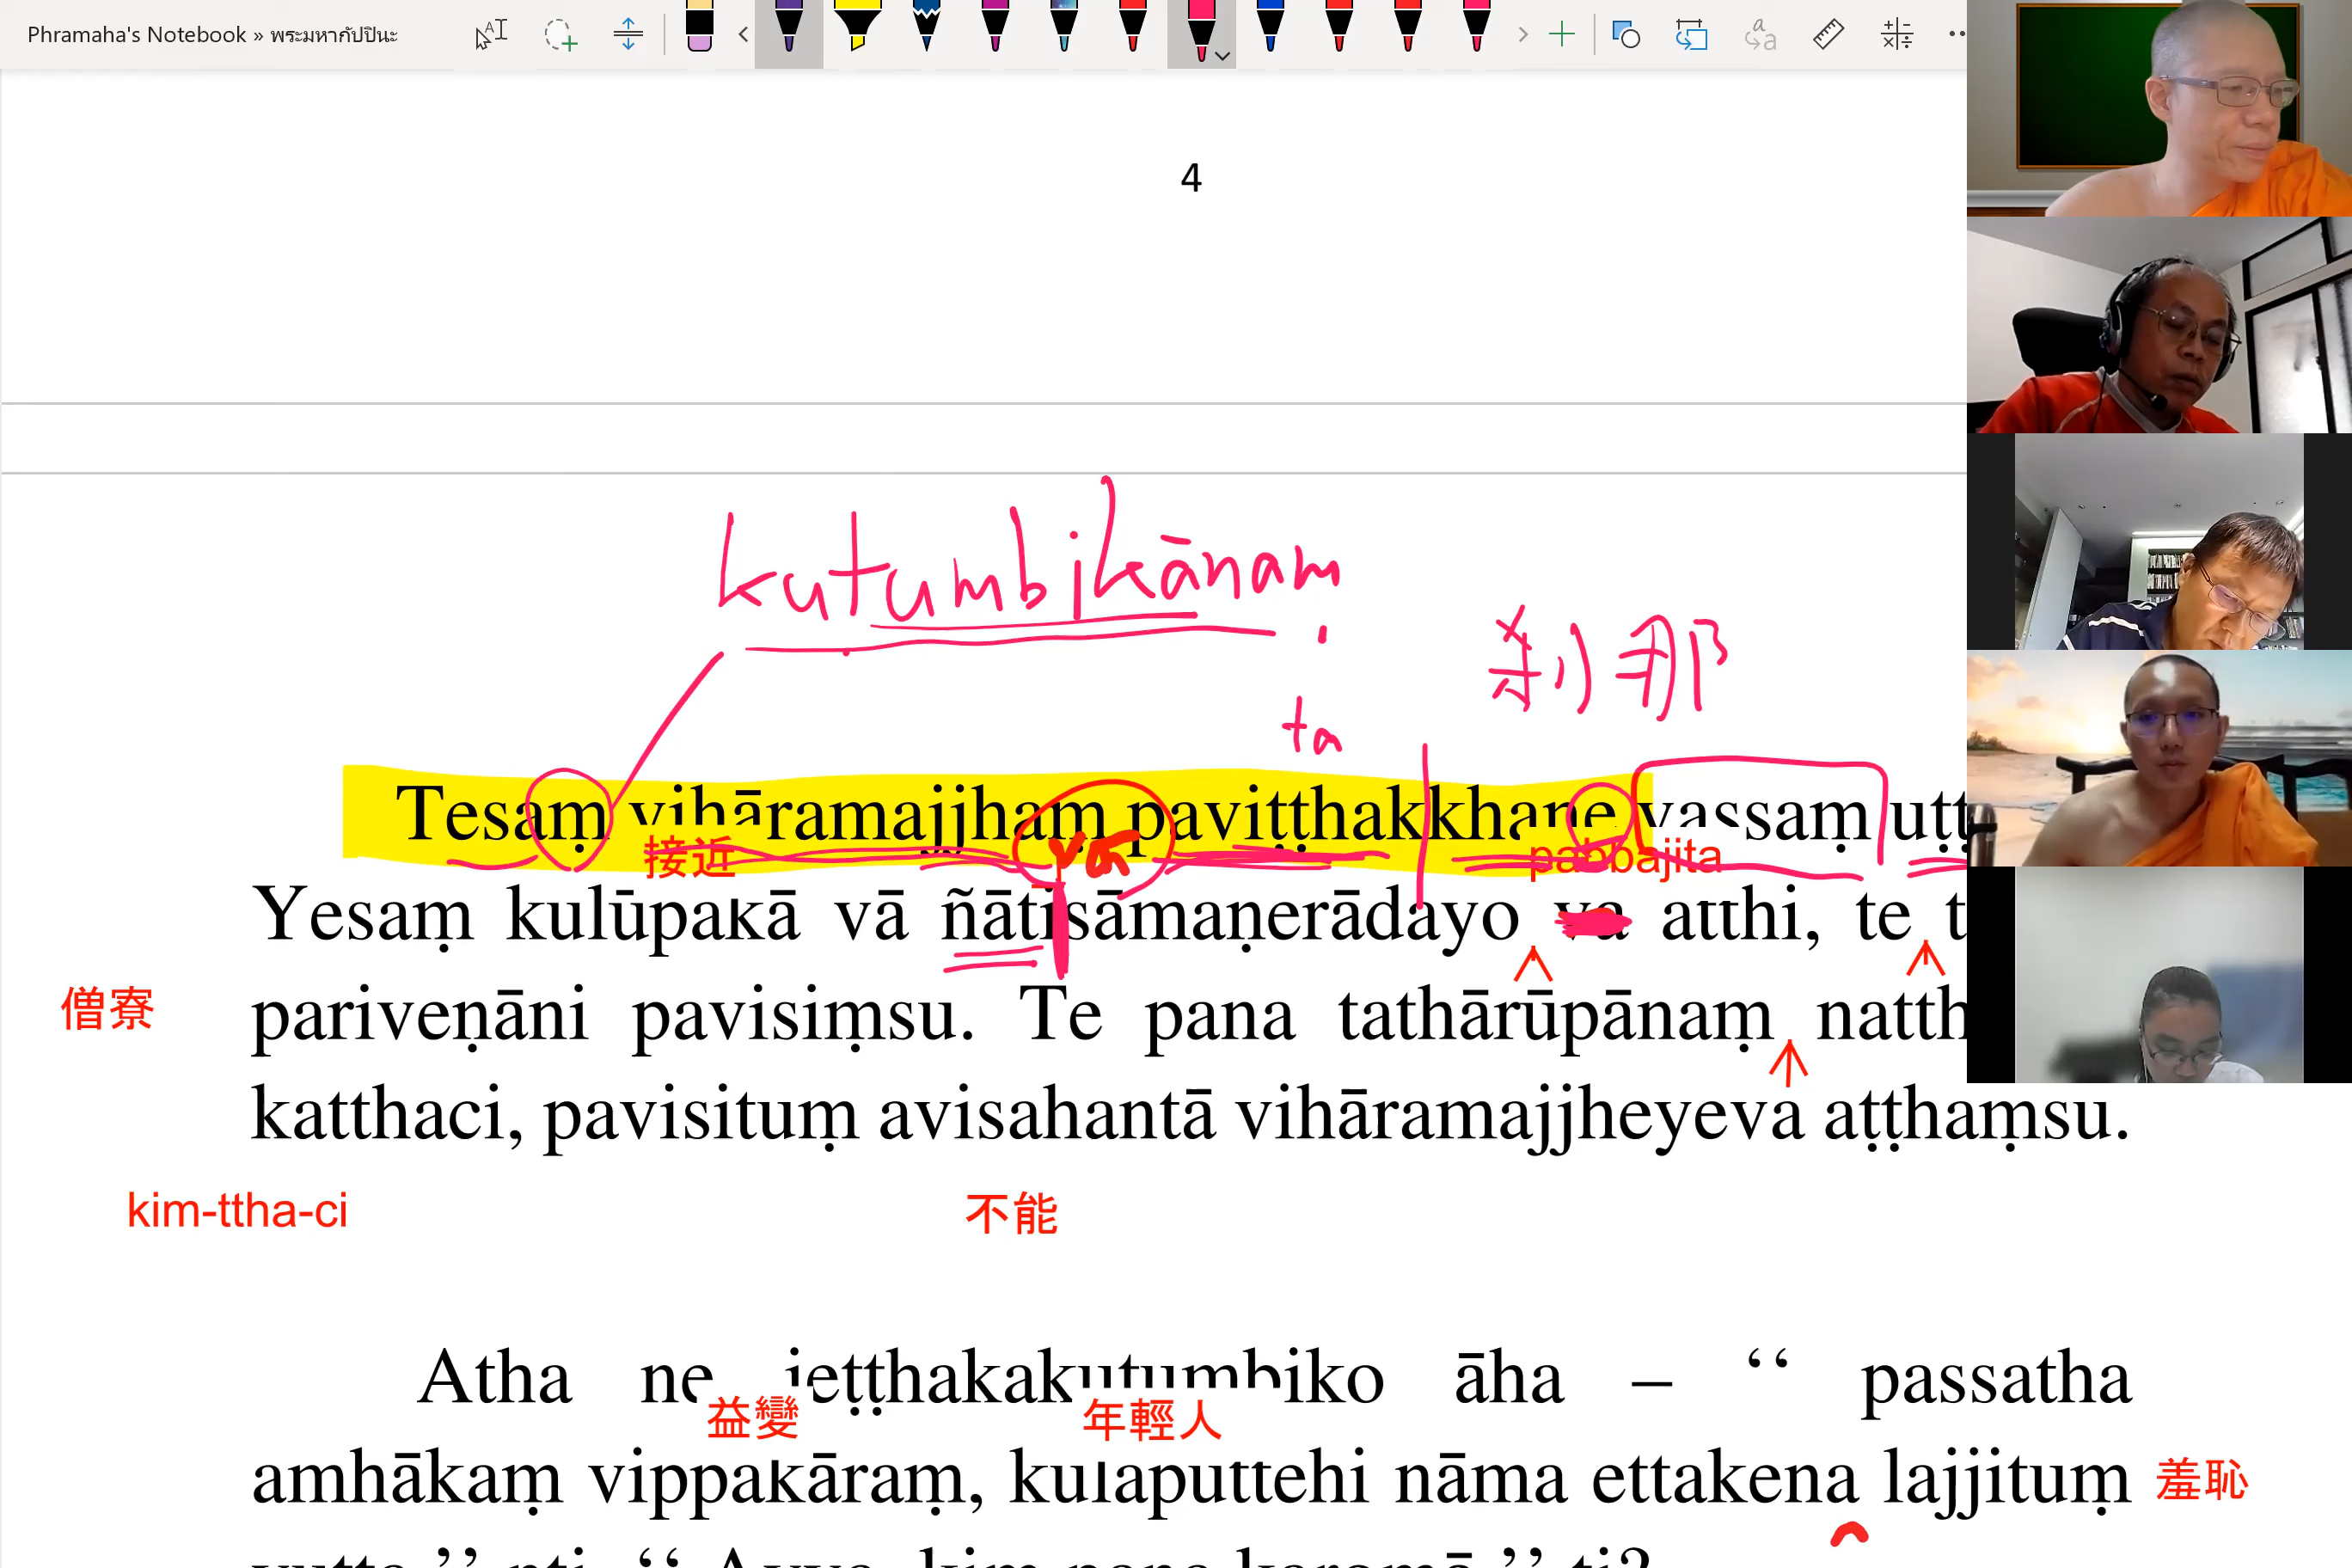 Phramaha's Notebook » พระมหากัปปินะ
4
kutumbikānaṃ
刹那
ta
Tesaṃ vihāramajjhaṃ paviṭṭhakkhaṇe vassaṃ uṭṭ
接近 va pabbajita
Yesaṃ kulūpakā vā ñātisāmaṇerādayo va atthi, te t
僧寮 pariveṇāni pavisiṃsu. Te pana tathārūpānaṃ natth
katthaci, pavisituṃ avisahantā vihāramajjheyeva aṭṭhaṃsu.
kim-ttha-ci 不能
Atha ne jeṭṭhakakuṭumbiko āha – ‘‘ passatha
益變 年輕人
amhākaṃ vippakāraṃ, kulaputtehi nāma ettakena lajjituṃ 羞恥